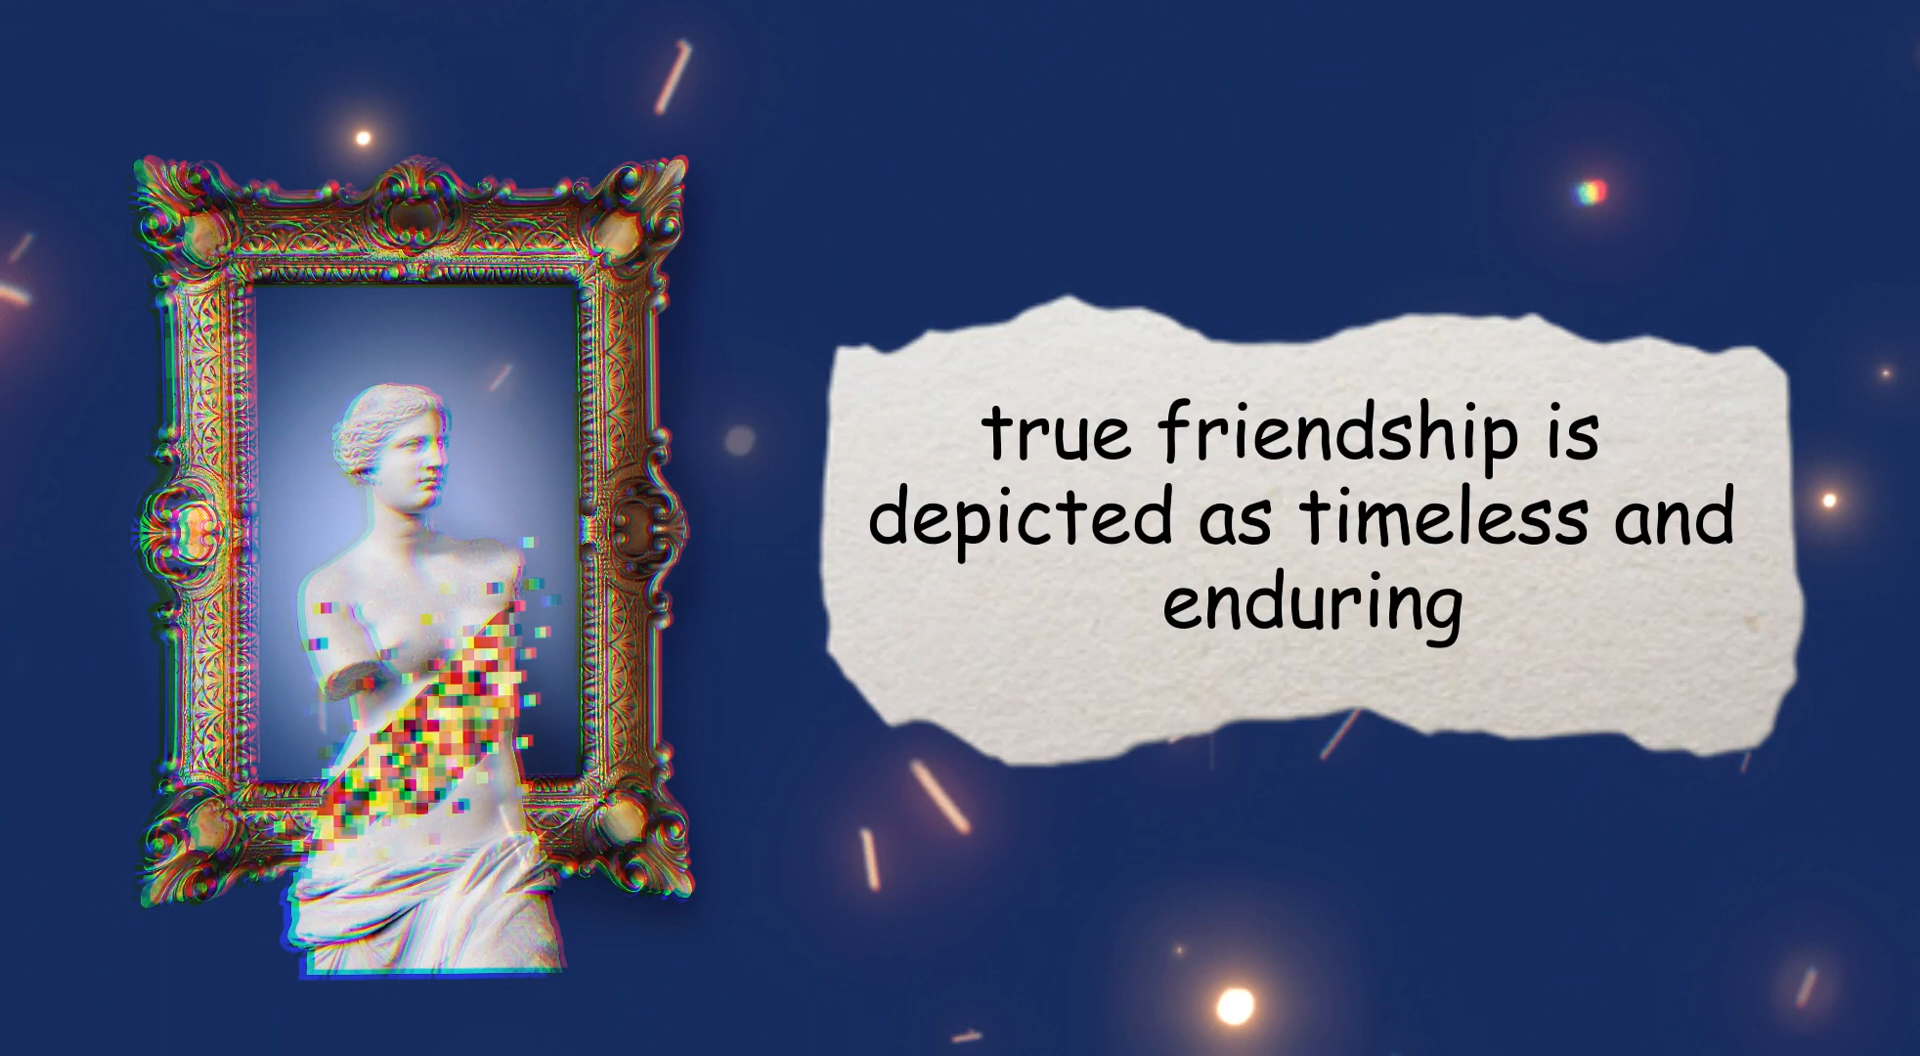 true friendship is
depicted as timeless and
enduring